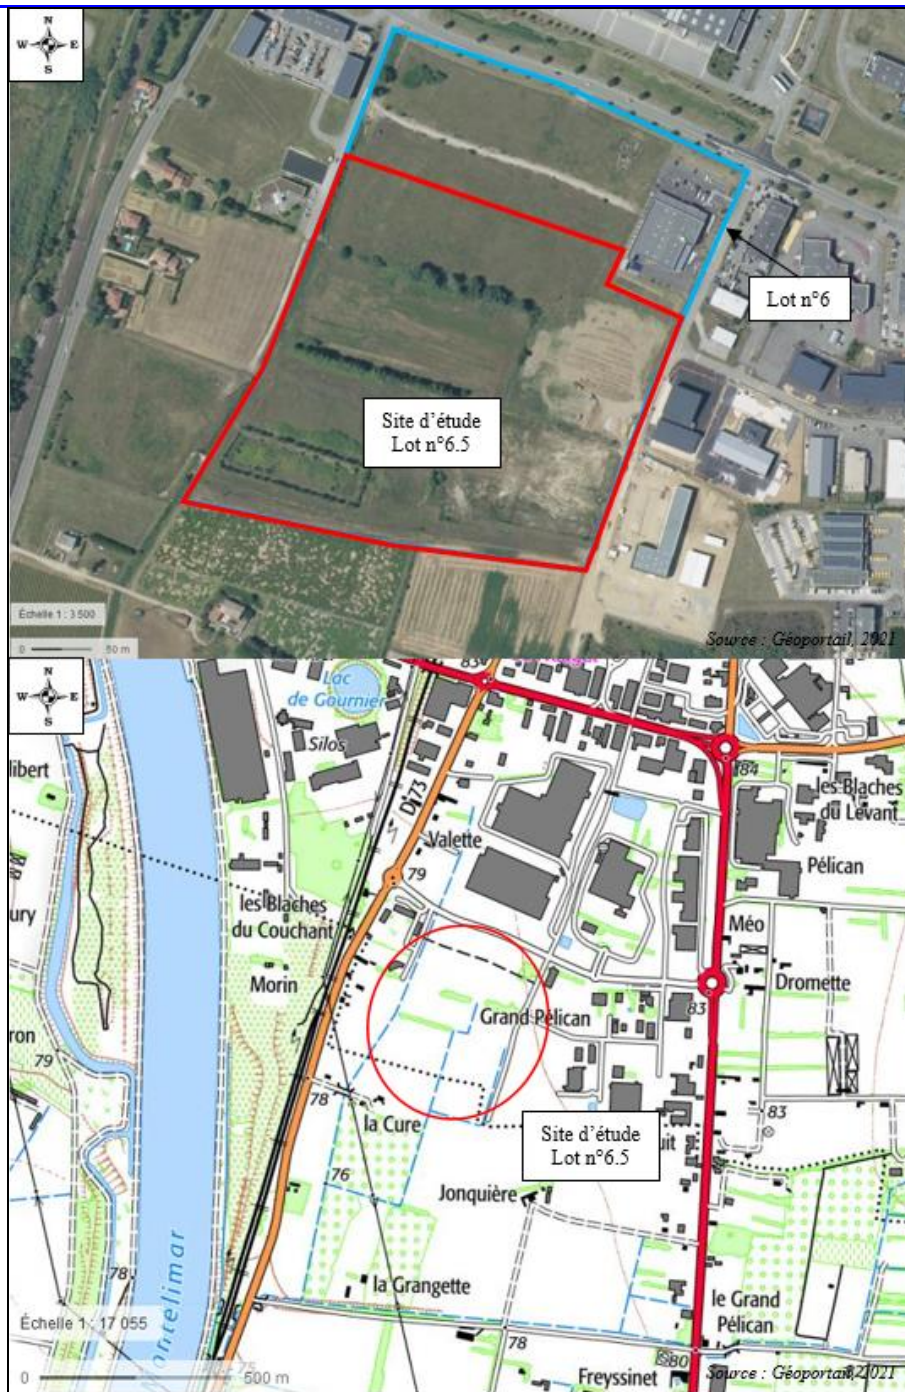 N
W E
S
Lot n°6
Site d'étude
Lot n°6.5
Échelle 1 : 3 500
0 50 m
Source : Géoportail, 2021
N
W E
S
83
Lac
de Gournier
Silos
D 173
84
les Blaches
du Levant
Valette
Pélican
79
les Blaches
du Couchant
Méo
Morin
Dromette
Grand Pélican
83
79
78
la Cure
83
Site d'étude
Lot n°6.5
76
Jonquière
78
la Grangette
le Grand
Pélican
Échelle 1 : 17 055
78
80
0 500 m
Freyssinet
Source : Géoportail, 2021